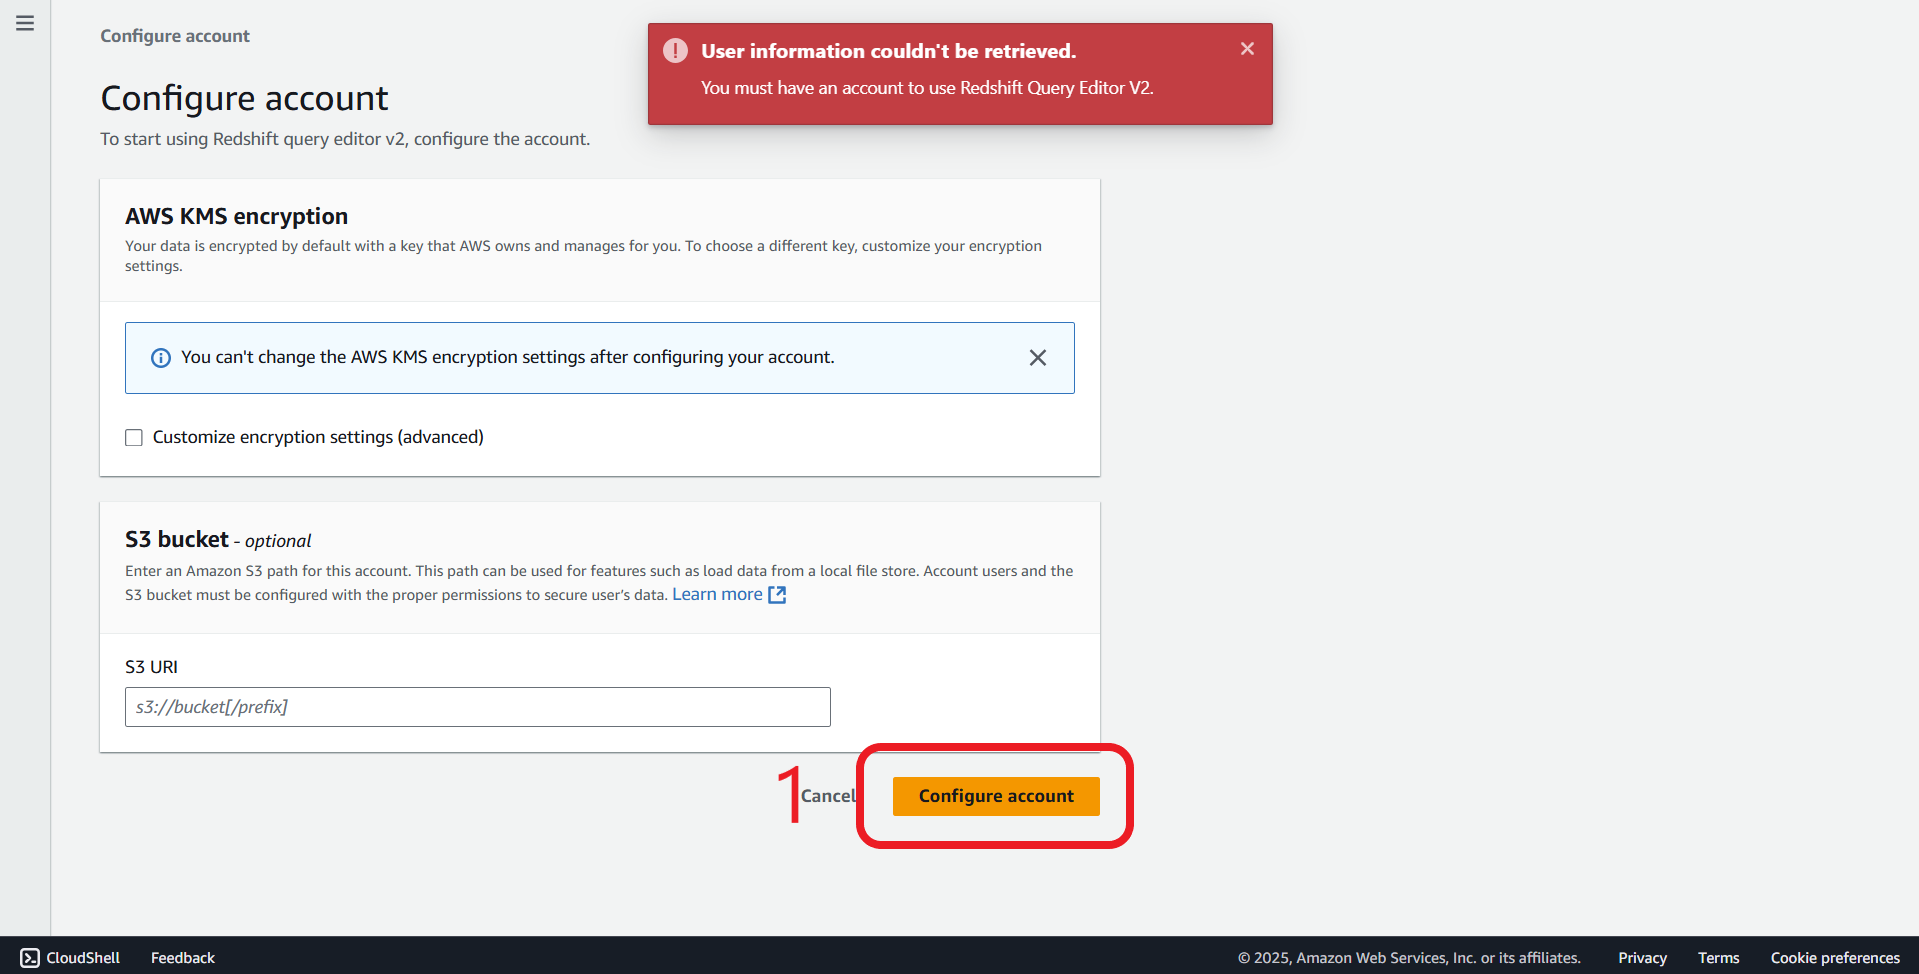 Configure account
Configure account
To start using Redshift query editor v2, configure the account.
User information couldn't be retrieved.
You must have an account to use Redshift Query Editor V2.
AWS KMS encryption
Your data is encrypted by default with a key that AWS owns and manages for you. To choose a different key, customize your encryption
settings.
You can't change the AWS KMS encryption settings after configuring your account.
Customize encryption settings (advanced)
S3 bucket - optional
Enter an Amazon S3 path for this account. This path can be used for features such as load data from a local file store. Account users and the
S3 bucket must be configured with the proper permissions to secure user's data. Learn more
S3 URI
s3://bucket[/prefix]
1
Cancel
Configure account
CloudShell
Feedback
© 2025, Amazon Web Services, Inc. or its affiliates.
Privacy
Terms
Cookie preferences